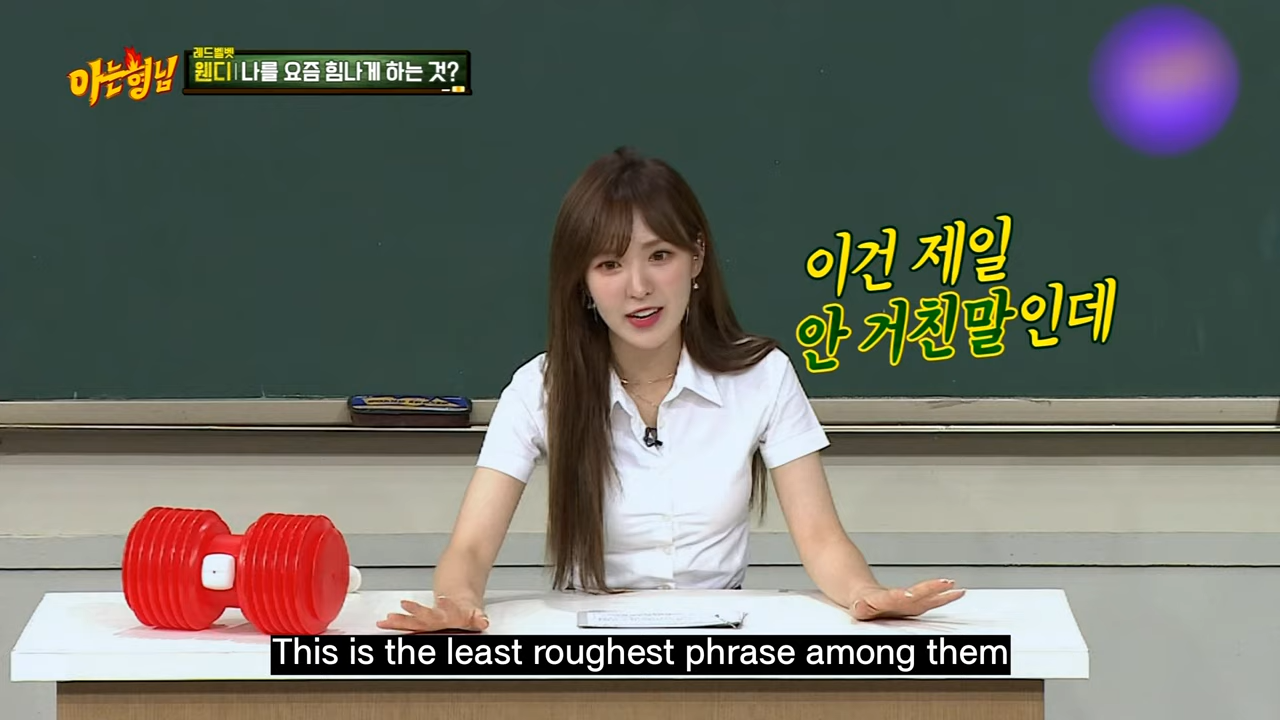 아는형님
레드벨벳
웬디 나를 요즘 힘나게 하는 것?
이건 제일
안 거친말인데
This is the least roughest phrase among them